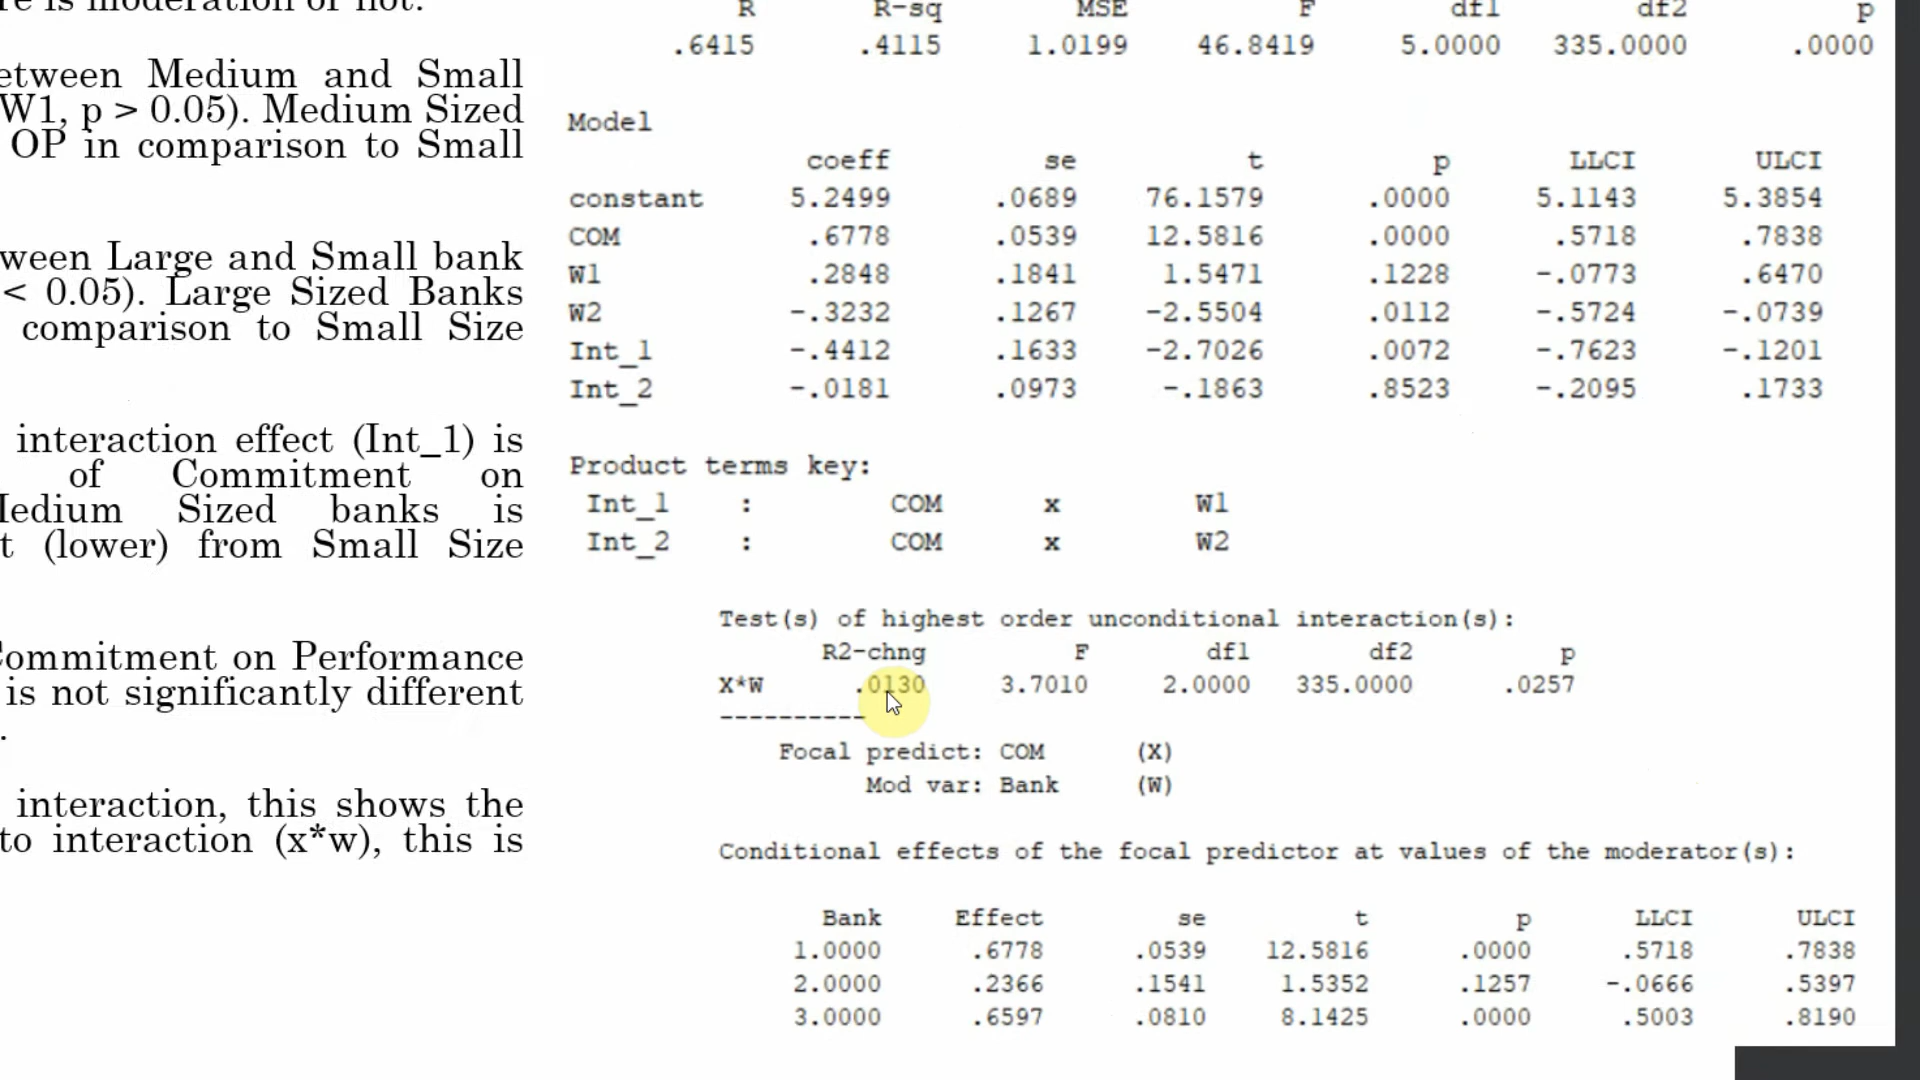 re is moderation or not.
etween Medium and Small
W1, p > 0.05). Medium Sized
OP in comparison to Small
ween Large and Small bank
< 0.05). Large Sized Banks
comparison to Small Size
interaction effect (Int_1) is
of Commitment on
Medium Sized banks is
t (lower) from Small Size
Commitment on Performance
is not significantly different
.
interaction, this shows the
to interaction (x*w), this is
R R-sq MSE F df1 df2 p
.6415 .4115 1.0199 46.8419 5.0000 335.0000 .0000
Model
coeff se t p LLCI ULCI
constant 5.2499 .0689 76.1579 .0000 5.1143 5.3854
COM .6778 .0539 12.5816 .0000 .5718 .7838
W1 .2848 .1841 1.5471 .1228 -.0773 .6470
W2 -.3232 .1267 -2.5504 .0112 -.5724 -.0739
Int_1 -.4412 .1633 -2.7026 .0072 -.7623 -.1201
Int_2 -.0181 .0973 -.1863 .8523 -.2095 .1733
Product terms key:
Int_1 : COM x W1
Int_2 : COM x W2
Test(s) of highest order unconditional interaction(s):
R2-chng F df1 df2 p
X*W .0130 3.7010 2.0000 335.0000 .0257
----------
Focal predict: COM (X)
Mod var: Bank (W)
Conditional effects of the focal predictor at values of the moderator(s):
Bank Effect se t p LLCI ULCI
1.0000 .6778 .0539 12.5816 .0000 .5718 .7838
2.0000 .2366 .1541 1.5352 .1257 -.0666 .5397
3.0000 .6597 .0810 8.1425 .0000 .5003 .8190